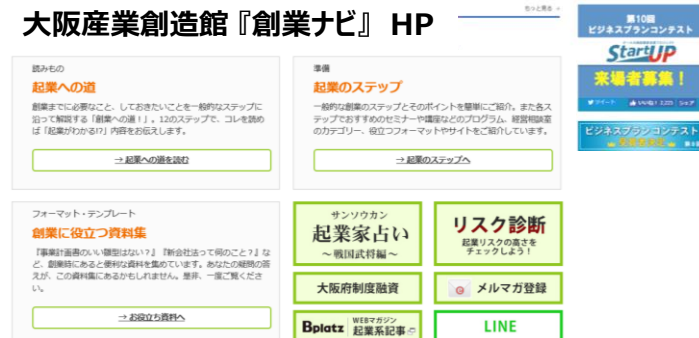 大阪産業創造館『創業ナビ』 HP
もっと見る
読みもの
起業への道
創業までに必要なこと、しておきたいことを一般的なステップに
沿って解説する「創業への道！」。12のステップで、コレを読め
ば「起業がわかる!?」内容をお伝えします。
→ 起業への道を読む
準備
起業のステップ
一般的な創業のステップとそのポイントを簡単にご紹介。また各ス
テップでおすすめのセミナーや講座などのプログラム、経営相談室
のカテゴリー、役立つフォーマットやサイトをご紹介しています。
→ 起業のステップへ
フォーマット・テンプレート
創業に役立つ資料集
『事業計画書のいい雛型はない？』『新会社法って何のこと？』な
ど、創業時にあると便利な資料を集めています。あなたの疑問の答
えが、この資料集にあるかもしれません。是非、一度ご覧くださ
い。
→ お役立ち資料へ
サンソウカン
起業家占い
～戦国武将編～
リスク診断
起業リスクの高さを
チェックしよう！
大阪府制度融資
メルマガ登録
Bplatz WEBマガジン
起業系記事
LINE
第10回
ビジネスプランコンテスト
StartUP
来場者募集！
ツイート いいね！ 2,225 シェア
ビジネスプランコンテスト